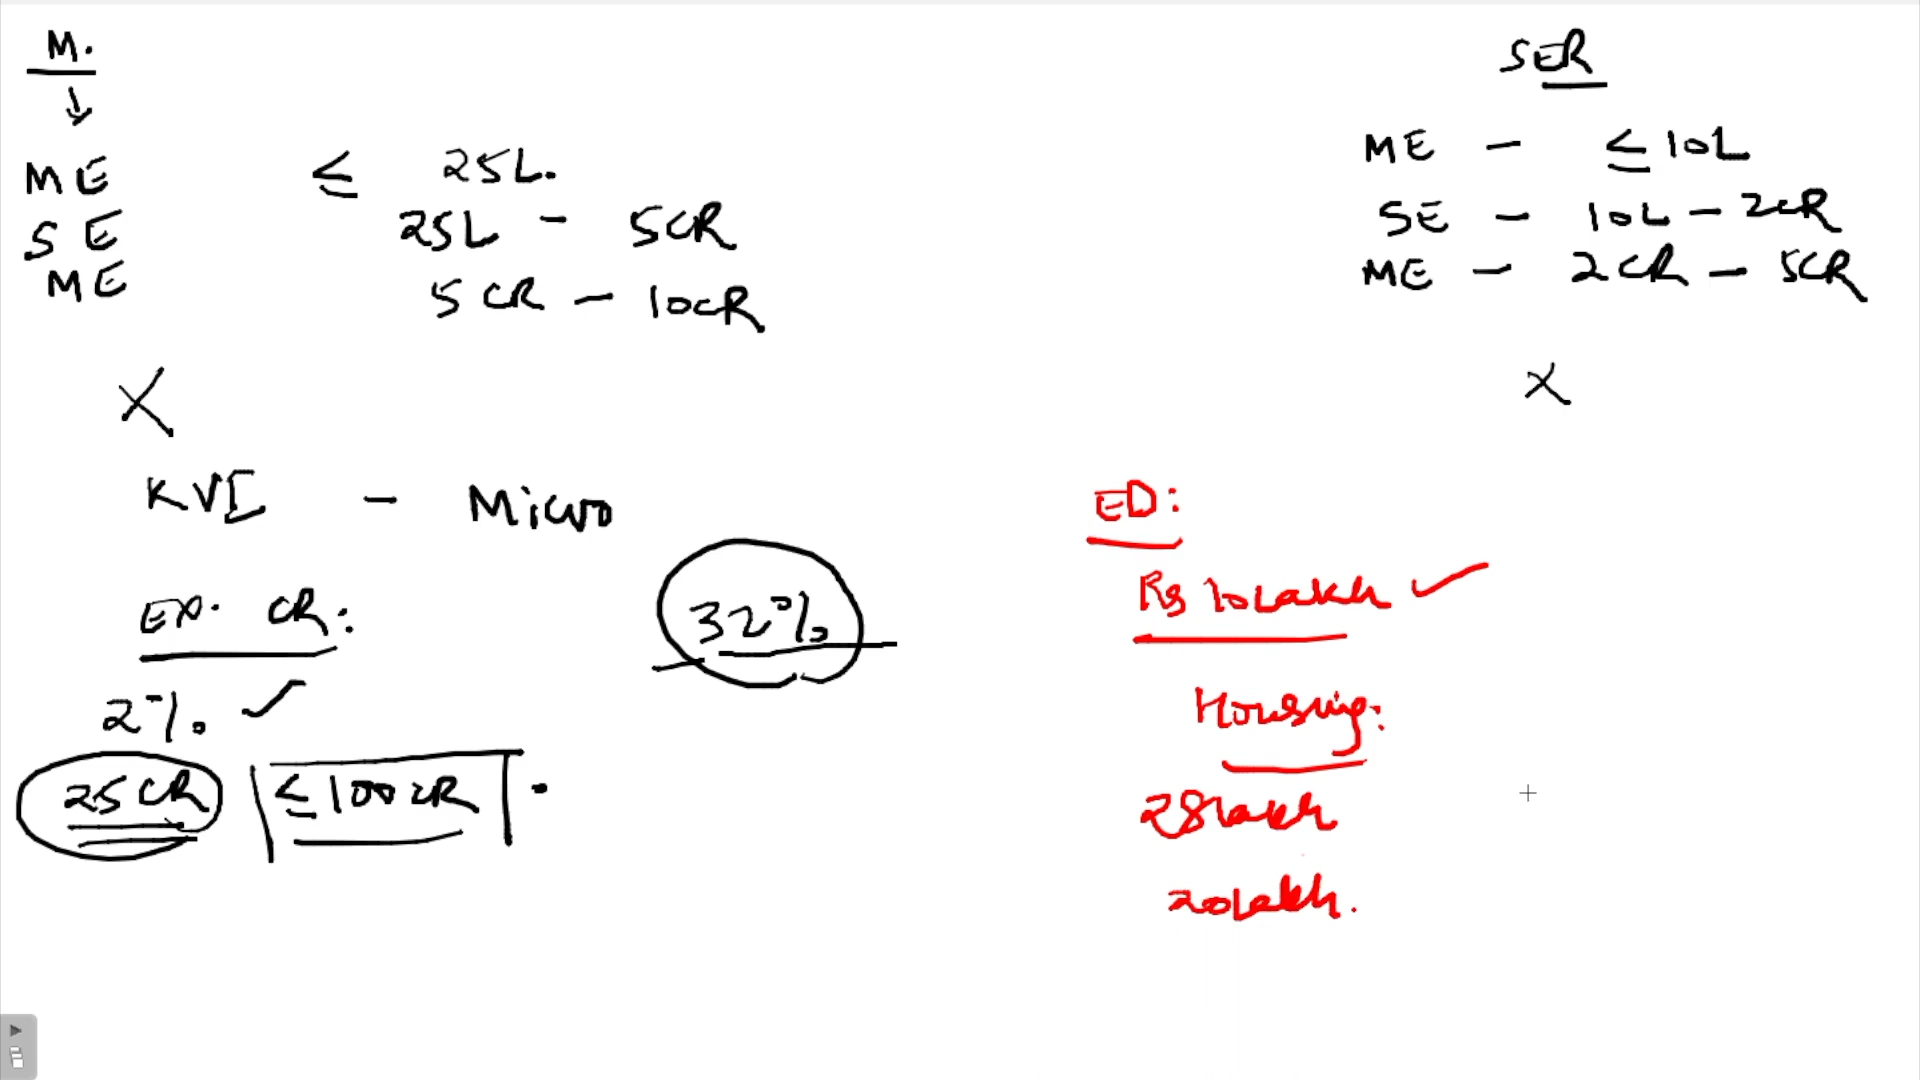 M.
ME ≤ 25L.
SE 25L - 5CR
ME 5CR - 10CR
X
KVI - Micro
EX. CR:
32%
2%. ✓
25CR ≤100CR .
SER
ME - ≤10L
SE - 10L - 2CR
ME - 2CR - 5CR
X
ED:
Rs 10Lakh ✓
Housing:
28lakh
20lakh.